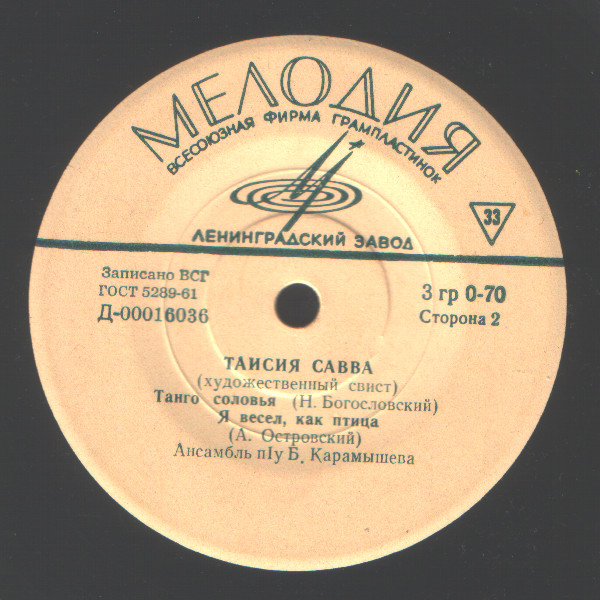 МЕЛОДИЯ
ВСЕСОЮЗНАЯ ФИРМА ГРАМПЛАСТИНОК
33
ЛЕНИНГРАДСКИЙ ЗАВОД
Записано ВСГ
ГОСТ 5289-61
Д-00016036
3 гр 0-70
Сторона 2
ТАИСИЯ САВВА
(художественный свист)
Танго соловья (Н. Богословский)
Я весел, как птица
(А. Островский)
Ансамбль пIу Б. Карамышева